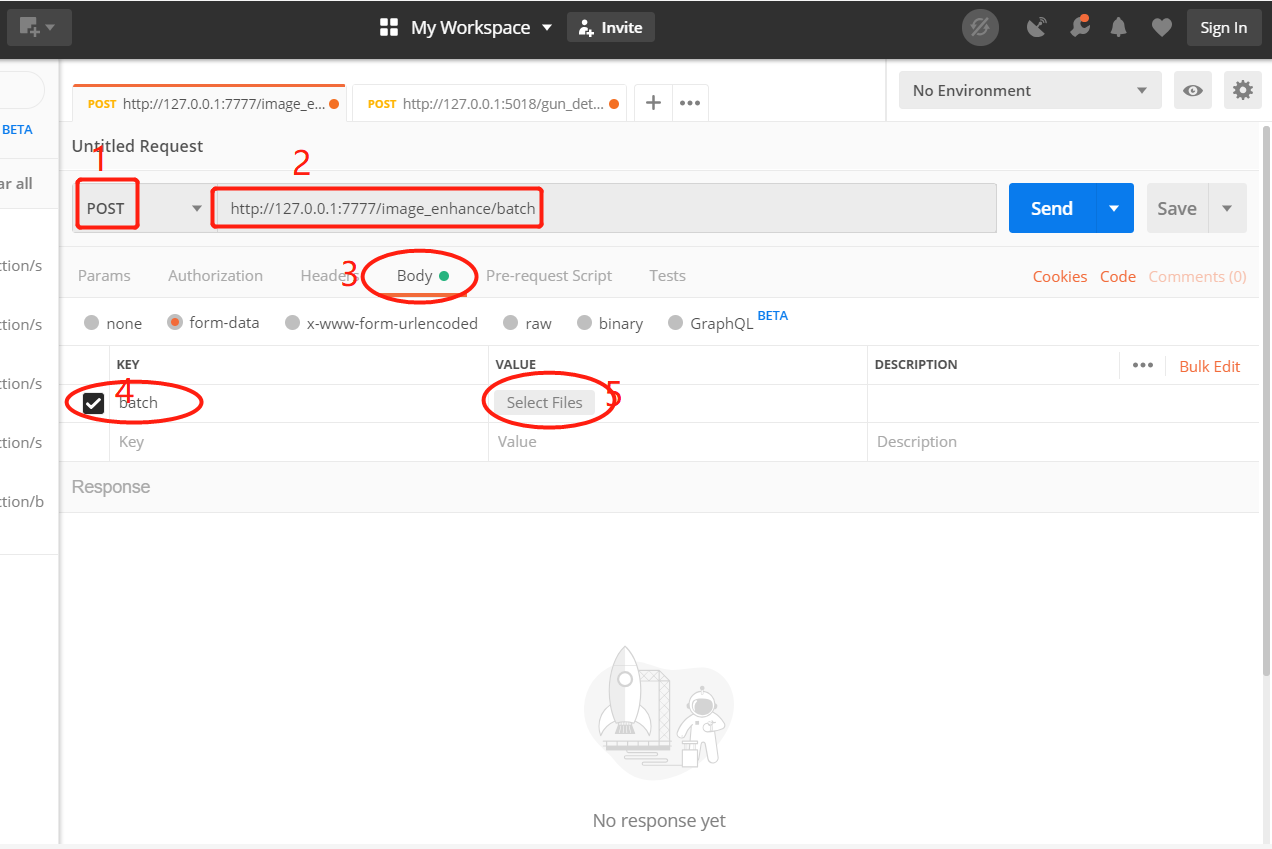 My Workspace Invite Sign In
POST http://127.0.0.1:7777/image_e... POST http://127.0.0.1:5018/gun_det... No Environment
BETA
Untitled Request
1 2
ar all
POST http://127.0.0.1:7777/image_enhance/batch Send Save
ction/s
Params Authorization Headers 3 Body Pre-request Script Tests Cookies Code Comments (0)
none form-data x-www-form-urlencoded raw binary GraphQL BETA
ction/s
KEY VALUE DESCRIPTION Bulk Edit
ction/s
4 batch Select Files 5
Key Value Description
ction/s
Response
ction/b
No response yet